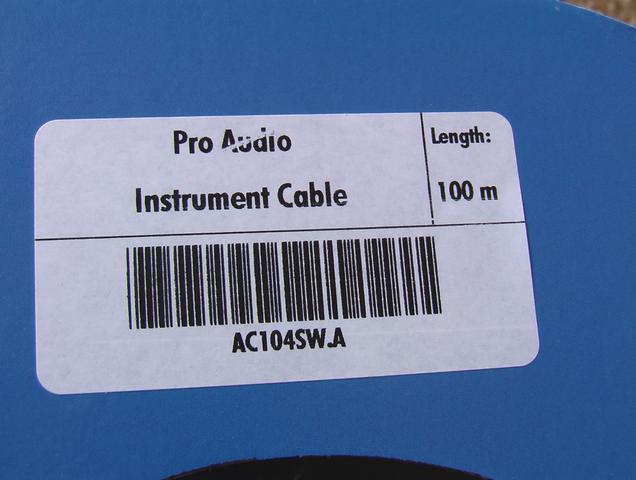 Pro Audio
Instrument Cable
Length:
100 m
AC104SW.A